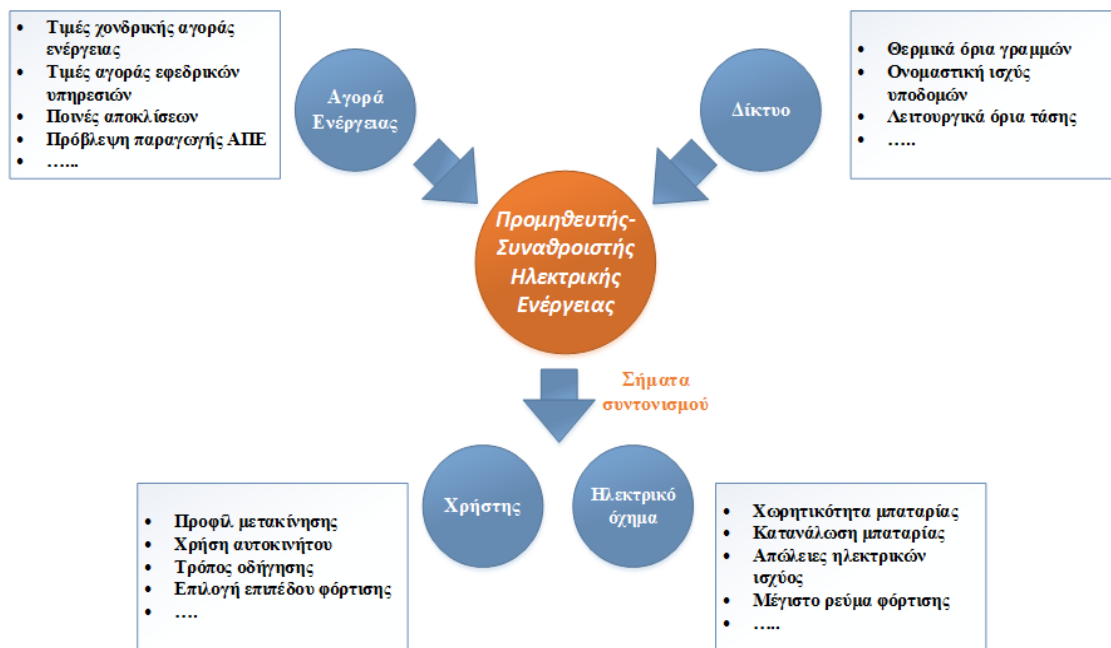 • Τιμές χονδρικής αγοράς
ενέργειας
• Τιμές αγοράς εφεδρικών
υπηρεσιών
• Ποινές αποκλίσεων
• Πρόβλεψη παραγωγής ΑΠΕ
• …...
Αγορά
Ενέργειας
Δίκτυο
• Θερμικά όρια γραμμών
• Ονομαστική ισχύς
υποδομών
• Λειτουργικά όρια τάσης
• …..
Προμηθευτής-
Συναθροιστής
Ηλεκτρικής
Ενέργειας
Σήματα
συντονισμού
• Προφίλ μετακίνησης
• Χρήση αυτοκινήτου
• Τρόπος οδήγησης
• Επιλογή επιπέδου φόρτισης
• ….
Χρήστης
Ηλεκτρικό
όχημα
• Χωρητικότητα μπαταρίας
• Κατανάλωση μπαταρίας
• Απώλειες ηλεκτρικών
ισχύος
• Μέγιστο ρεύμα φόρτισης
• …..